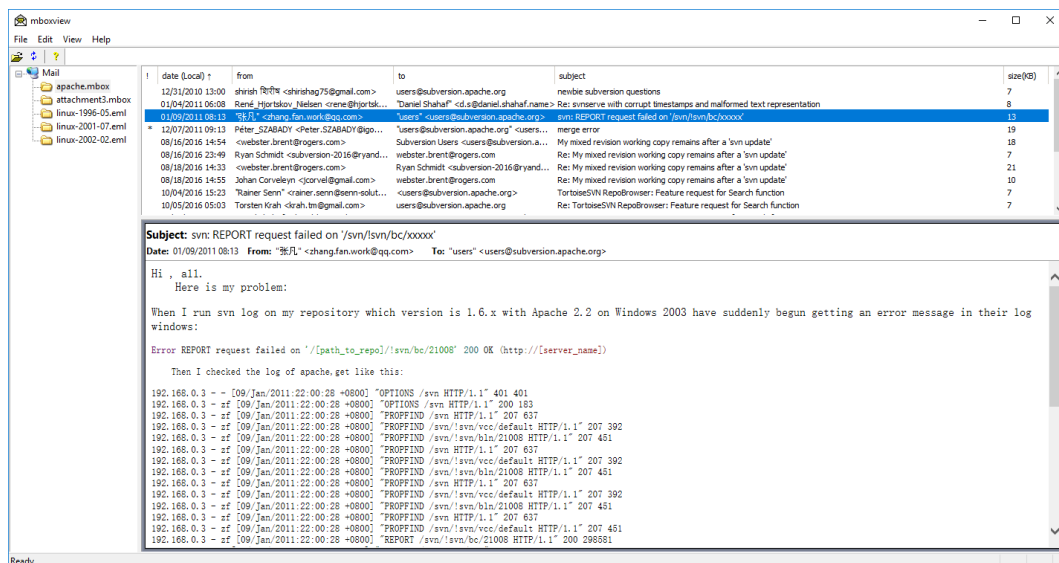 mboxview
File Edit View Help
Mail
apache.mbox
attachment3.mbox
linux-1996-05.eml
linux-2001-07.eml
linux-2002-02.eml
! date (Local) ↑ from to subject size(KB)
12/31/2010 13:00 shirish शिरीष <shirishag75@gmail.com> users@subversion.apache.org newbie subversion questions 7
01/04/2011 06:08 René_Hjortskov_Nielsen <rene@hjortsk... "Daniel Shahaf" <d.s@daniel.shahaf.name> Re: svnserve with corrupt timestamps and malformed text representation 8
01/09/2011 08:13 "张凡" <zhang.fan.work@qq.com> "users" <users@subversion.apache.org> svn: REPORT request failed on '/svn/!svn/bc/xxxxx' 13
* 12/07/2011 09:13 Péter_SZABADY <Peter.SZABADY@igo... "users@subversion.apache.org" <users... merge error 19
08/16/2016 14:54 <webster.brent@rogers.com> Subversion Users <users@subversion.a... My mixed revision working copy remains after a 'svn update' 18
08/16/2016 23:49 Ryan Schmidt <subversion-2016@ryand... webster.brent@rogers.com Re: My mixed revision working copy remains after a 'svn update' 7
08/18/2016 14:33 <webster.brent@rogers.com> Ryan Schmidt <subversion-2016@ryand... Re: My mixed revision working copy remains after a 'svn update' 21
08/18/2016 14:55 Johan Corveleyn <jcorvel@gmail.com> webster.brent@rogers.com Re: My mixed revision working copy remains after a 'svn update' 10
10/04/2016 15:23 "Rainer Senn" <rainer.senn@senn-solut... <users@subversion.apache.org> TortoiseSVN RepoBrowser: Feature request for Search function 7
10/05/2016 05:03 Torsten Krah <krah.tm@gmail.com> users@subversion.apache.org Re: TortoiseSVN RepoBrowser: Feature request for Search function 7
Subject: svn: REPORT request failed on '/svn/!svn/bc/xxxxx'
Date: 01/09/2011 08:13 From: "张凡" <zhang.fan.work@qq.com> To: "users" <users@subversion.apache.org>
Hi , all.
Here is my problem:
When I run svn log on my repository which version is 1.6.x with Apache 2.2 on Windows 2003 have suddenly begun getting an error message in their log
windows:
Error REPORT request failed on '/[path_to_repo]/!svn/bc/21008' 200 OK (http://[server_name])
Then I checked the log of apache,get like this:
192.168.0.3 - - [09/Jan/2011:22:00:28 +0800] "OPTIONS /svn HTTP/1.1" 401 401
192.168.0.3 - zf [09/Jan/2011:22:00:28 +0800] "OPTIONS /svn HTTP/1.1" 200 183
192.168.0.3 - zf [09/Jan/2011:22:00:28 +0800] "PROPFIND /svn HTTP/1.1" 207 637
192.168.0.3 - zf [09/Jan/2011:22:00:28 +0800] "PROPFIND /svn/!svn/vcc/default HTTP/1.1" 207 392
192.168.0.3 - zf [09/Jan/2011:22:00:28 +0800] "PROPFIND /svn/!svn/bln/21008 HTTP/1.1" 207 451
192.168.0.3 - zf [09/Jan/2011:22:00:28 +0800] "PROPFIND /svn HTTP/1.1" 207 637
192.168.0.3 - zf [09/Jan/2011:22:00:28 +0800] "PROPFIND /svn/!svn/vcc/default HTTP/1.1" 207 392
192.168.0.3 - zf [09/Jan/2011:22:00:28 +0800] "PROPFIND /svn/!svn/bln/21008 HTTP/1.1" 207 451
192.168.0.3 - zf [09/Jan/2011:22:00:28 +0800] "PROPFIND /svn HTTP/1.1" 207 637
192.168.0.3 - zf [09/Jan/2011:22:00:28 +0800] "PROPFIND /svn/!svn/vcc/default HTTP/1.1" 207 392
192.168.0.3 - zf [09/Jan/2011:22:00:28 +0800] "PROPFIND /svn/!svn/bln/21008 HTTP/1.1" 207 451
192.168.0.3 - zf [09/Jan/2011:22:00:28 +0800] "PROPFIND /svn HTTP/1.1" 207 637
192.168.0.3 - zf [09/Jan/2011:22:00:28 +0800] "PROPFIND /svn/!svn/vcc/default HTTP/1.1" 207 451
192.168.0.3 - zf [09/Jan/2011:22:00:28 +0800] "REPORT /svn/!svn/bc/21008 HTTP/1.1" 200 298581
Ready